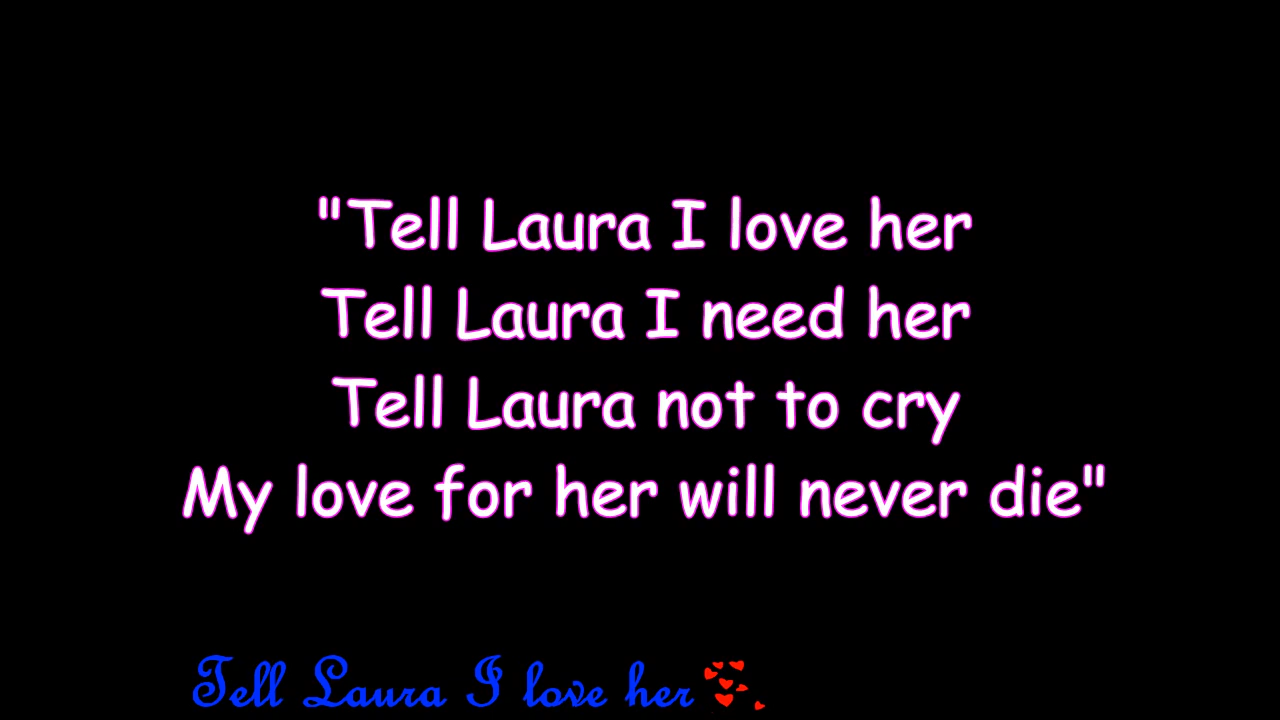 "Tell Laura I love her
Tell Laura I need her
Tell Laura not to cry
My love for her will never die"
Tell Laura I love her